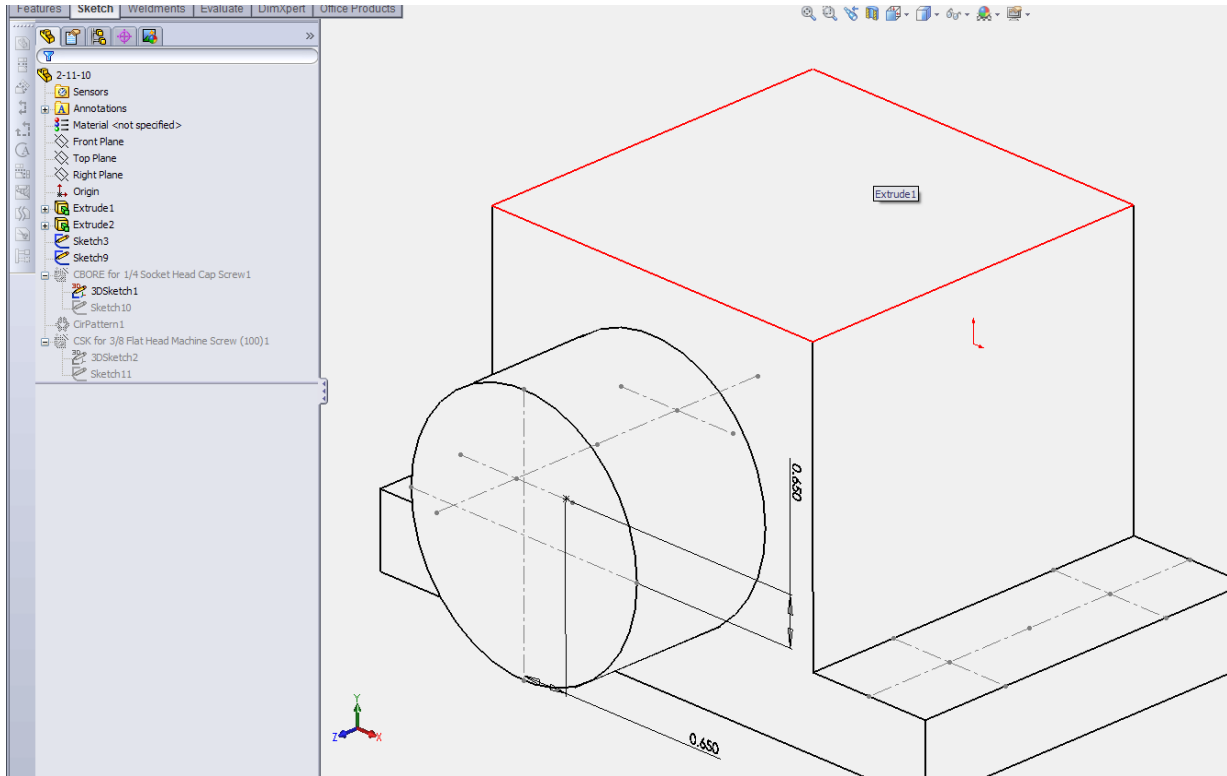 Features Sketch Weldments Evaluate DimXpert Office Products
2-11-10
Sensors
Annotations
Material <not specified>
Front Plane
Top Plane
Right Plane
Origin
Extrude1
Extrude2
Sketch3
Sketch9
CBORE for 1/4 Socket Head Cap Screw1
3DSketch1
Sketch10
CirPattern1
CSK for 3/8 Flat Head Machine Screw (100)1
3DSketch2
Sketch11
Extrude1
0.650
0.650
Y
Z
X